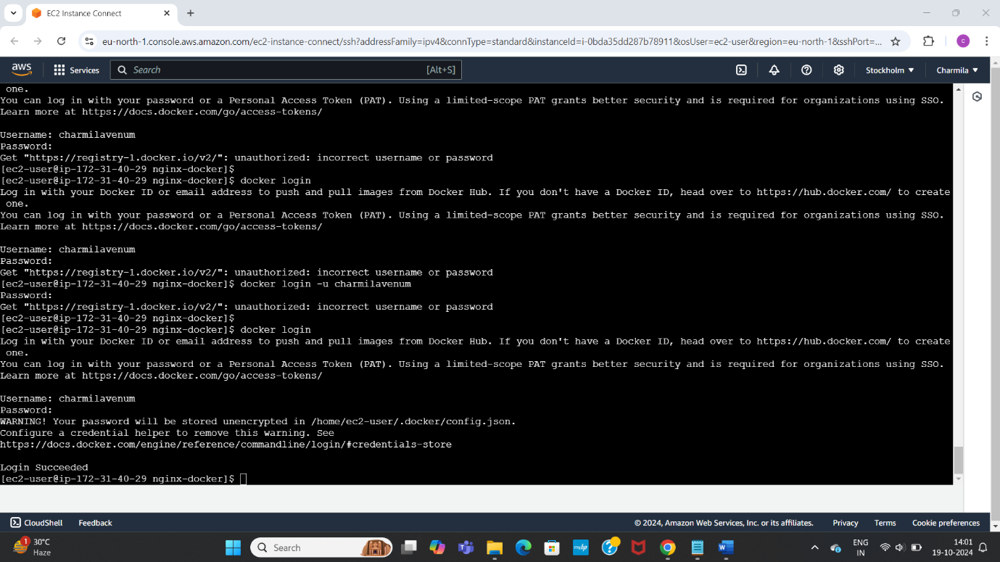 EC2 Instance Connect
eu-north-1.console.aws.amazon.com/ec2-instance-connect/ssh?addressFamily=ipv4&connType=standard&instanceId=i-0bda35dd287b78911&osUser=ec2-user&region=eu-north-1&sshPort=...
C
aws
Services
Search
[Alt+S]
Stockholm
Charmila
one.
You can log in with your password or a Personal Access Token (PAT). Using a limited-scope PAT grants better security and is required for organizations using SSO.
Learn more at https://docs.docker.com/go/access-tokens/
Username: charmilavenum
Password:
Get "https://registry-1.docker.io/v2/": unauthorized: incorrect username or password
[ec2-user@ip-172-31-40-29 nginx-docker]$
[ec2-user@ip-172-31-40-29 nginx-docker]$ docker login
Log in with your Docker ID or email address to push and pull images from Docker Hub. If you don't have a Docker ID, head over to https://hub.docker.com/ to create
one.
You can log in with your password or a Personal Access Token (PAT). Using a limited-scope PAT grants better security and is required for organizations using SSO.
Learn more at https://docs.docker.com/go/access-tokens/
Username: charmilavenum
Password:
Get "https://registry-1.docker.io/v2/": unauthorized: incorrect username or password
[ec2-user@ip-172-31-40-29 nginx-docker]$ docker login -u charmilavenum
Password:
Get "https://registry-1.docker.io/v2/": unauthorized: incorrect username or password
[ec2-user@ip-172-31-40-29 nginx-docker]$
[ec2-user@ip-172-31-40-29 nginx-docker]$ docker login
Log in with your Docker ID or email address to push and pull images from Docker Hub. If you don't have a Docker ID, head over to https://hub.docker.com/ to create
one.
You can log in with your password or a Personal Access Token (PAT). Using a limited-scope PAT grants better security and is required for organizations using SSO.
Learn more at https://docs.docker.com/go/access-tokens/
Username: charmilavenum
Password:
WARNING! Your password will be stored unencrypted in /home/ec2-user/.docker/config.json.
Configure a credential helper to remove this warning. See
https://docs.docker.com/engine/reference/commandline/login/#credentials-store
Login Succeeded
[ec2-user@ip-172-31-40-29 nginx-docker]$
CloudShell
Feedback
© 2024, Amazon Web Services, Inc. or its affiliates.
Privacy
Terms
Cookie preferences
1
30°C
Haze
Search
myhp
ENG
IN
14:01
19-10-2024